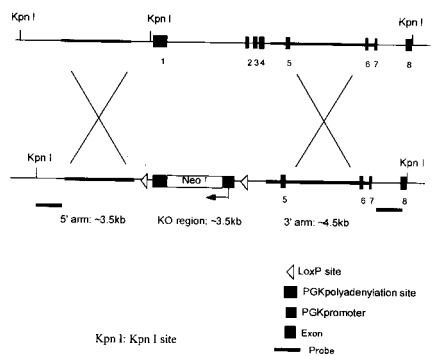 Kpn I Kpn I Kpn I
1 2 3 4 5 6 7 8
Kpn I Kpn I
Neo r
5 6 7 8
5' arm: ~3.5kb KO region; ~3.5kb 3' arm: ~4.5kb
LoxP site
PGKpolyadenylation site
PGKpromoter
Exon
Kpn I: Kpn I site
Probe